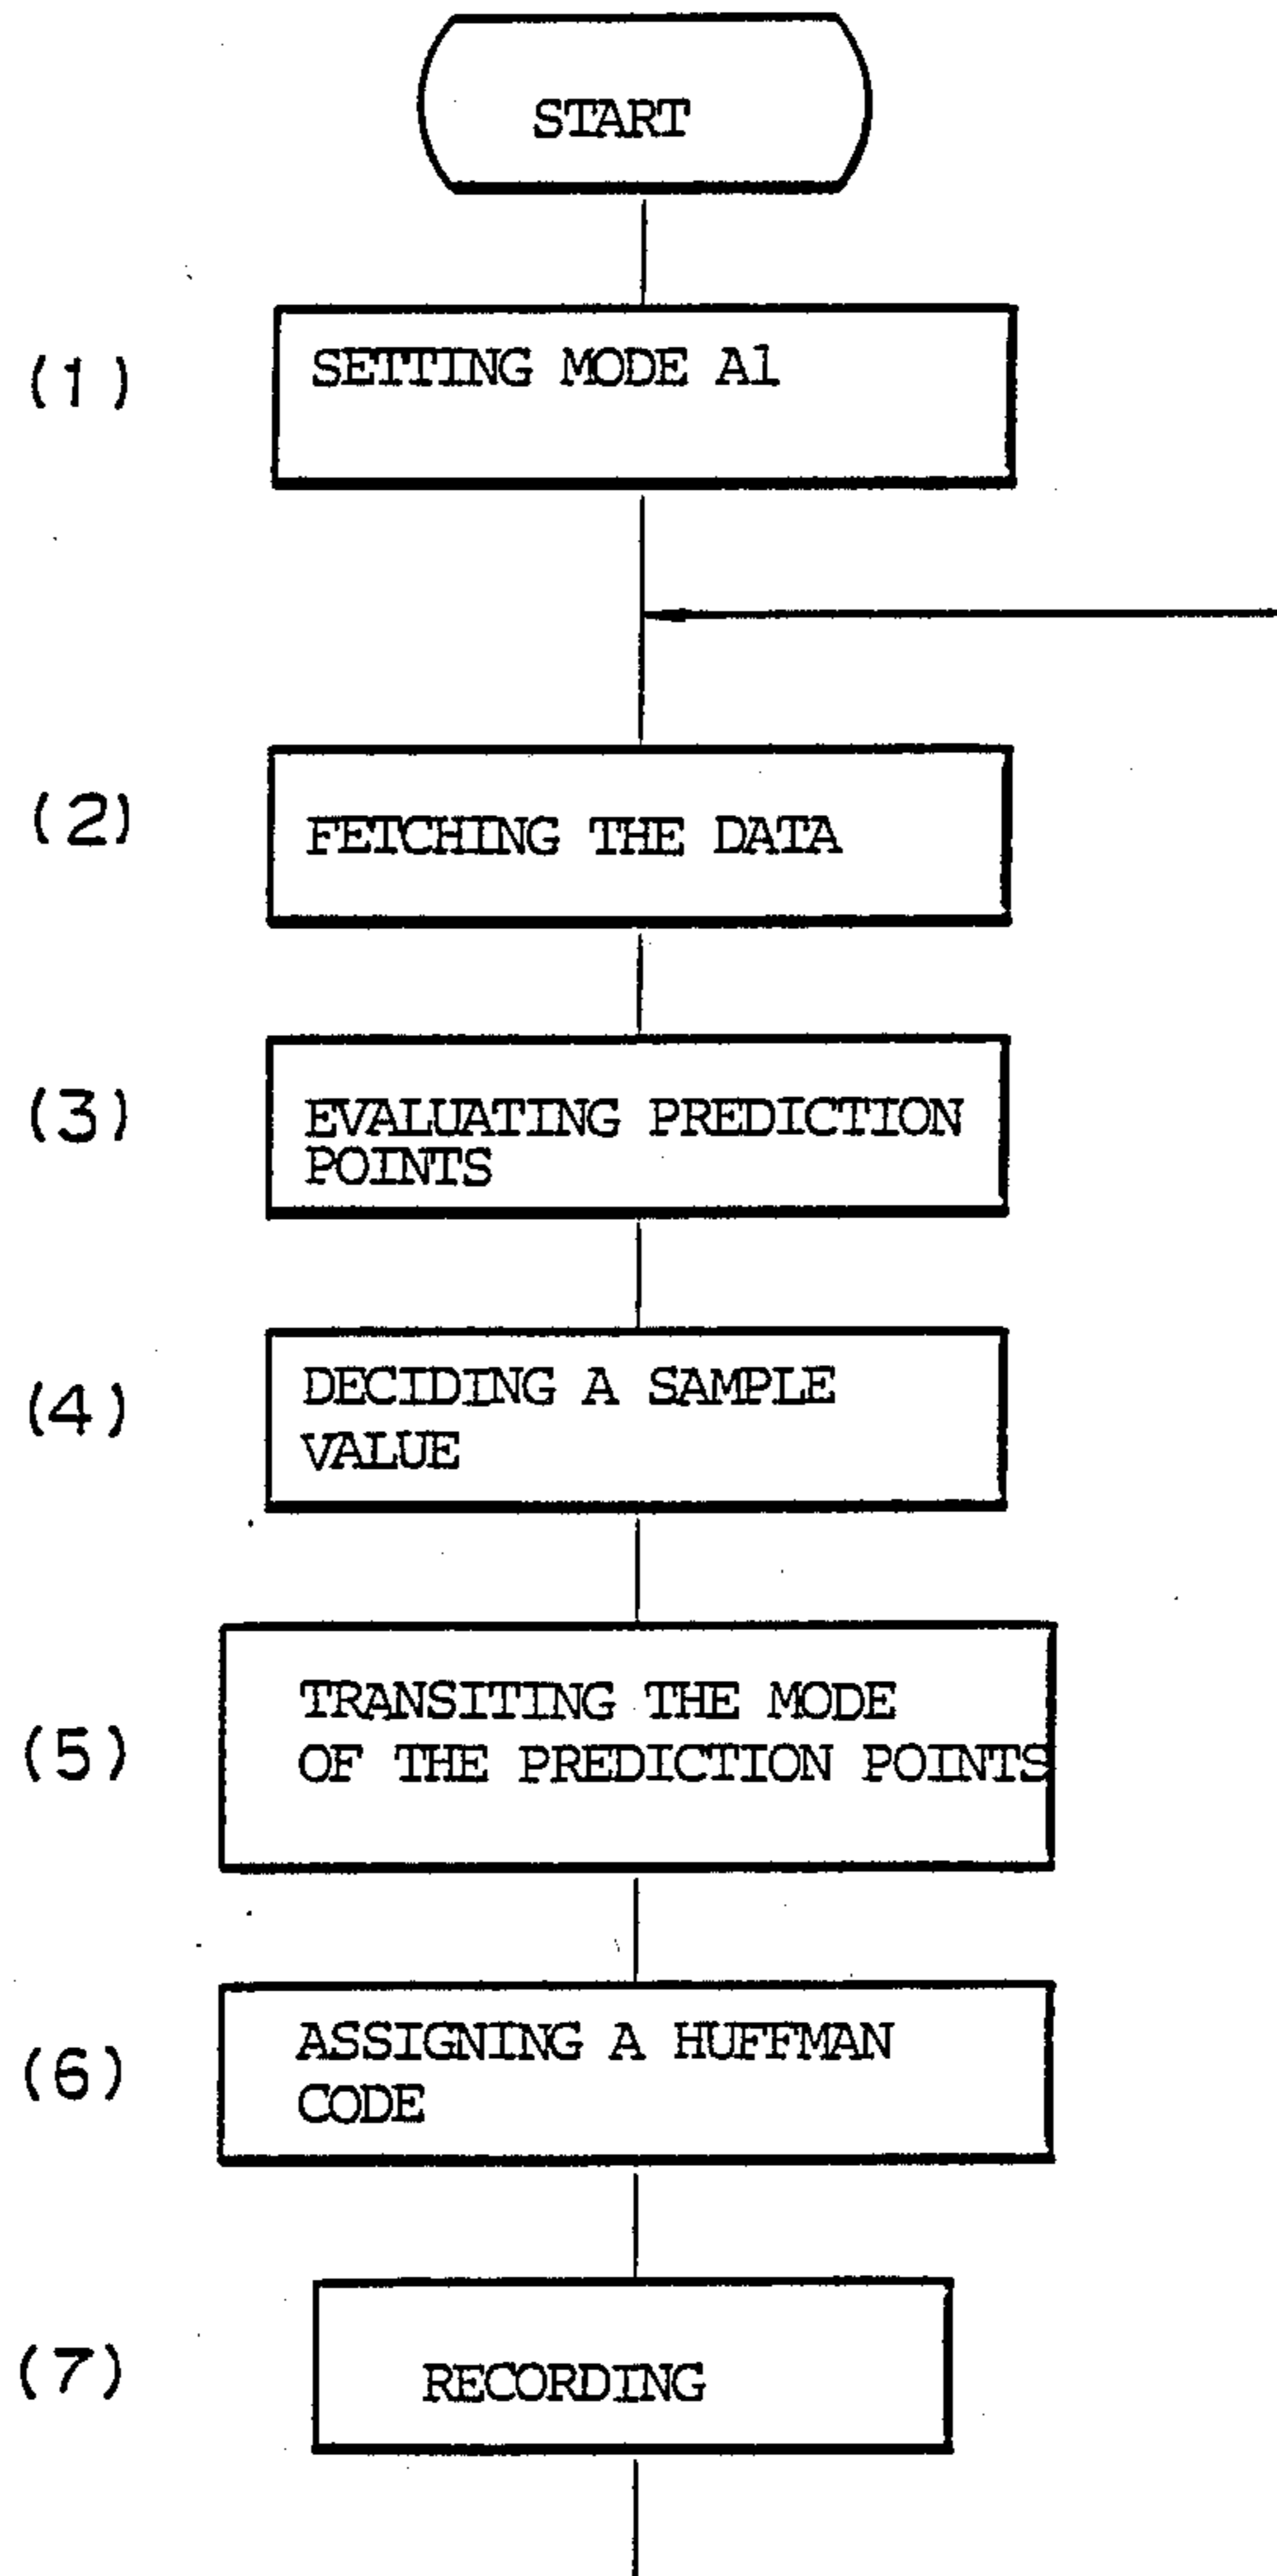 START
(1)
SETTING MODE A1
(2)
FETCHING THE DATA
(3)
EVALUATING PREDICTION
POINTS
(4)
DECIDING A SAMPLE
VALUE
(5)
TRANSITING THE MODE
OF THE PREDICTION POINTS
(6)
ASSIGNING A HUFFMAN
CODE
(7)
RECORDING